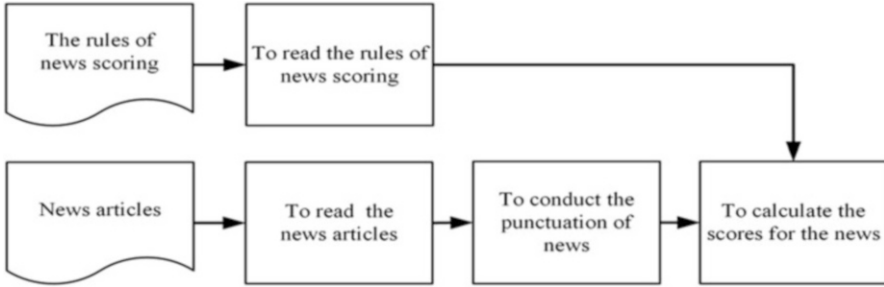 The rules of
news scoring
To read the rules of
news scoring
News articles
To read the
news articles
To conduct the
punctuation of
news
To calculate the
scores for the news